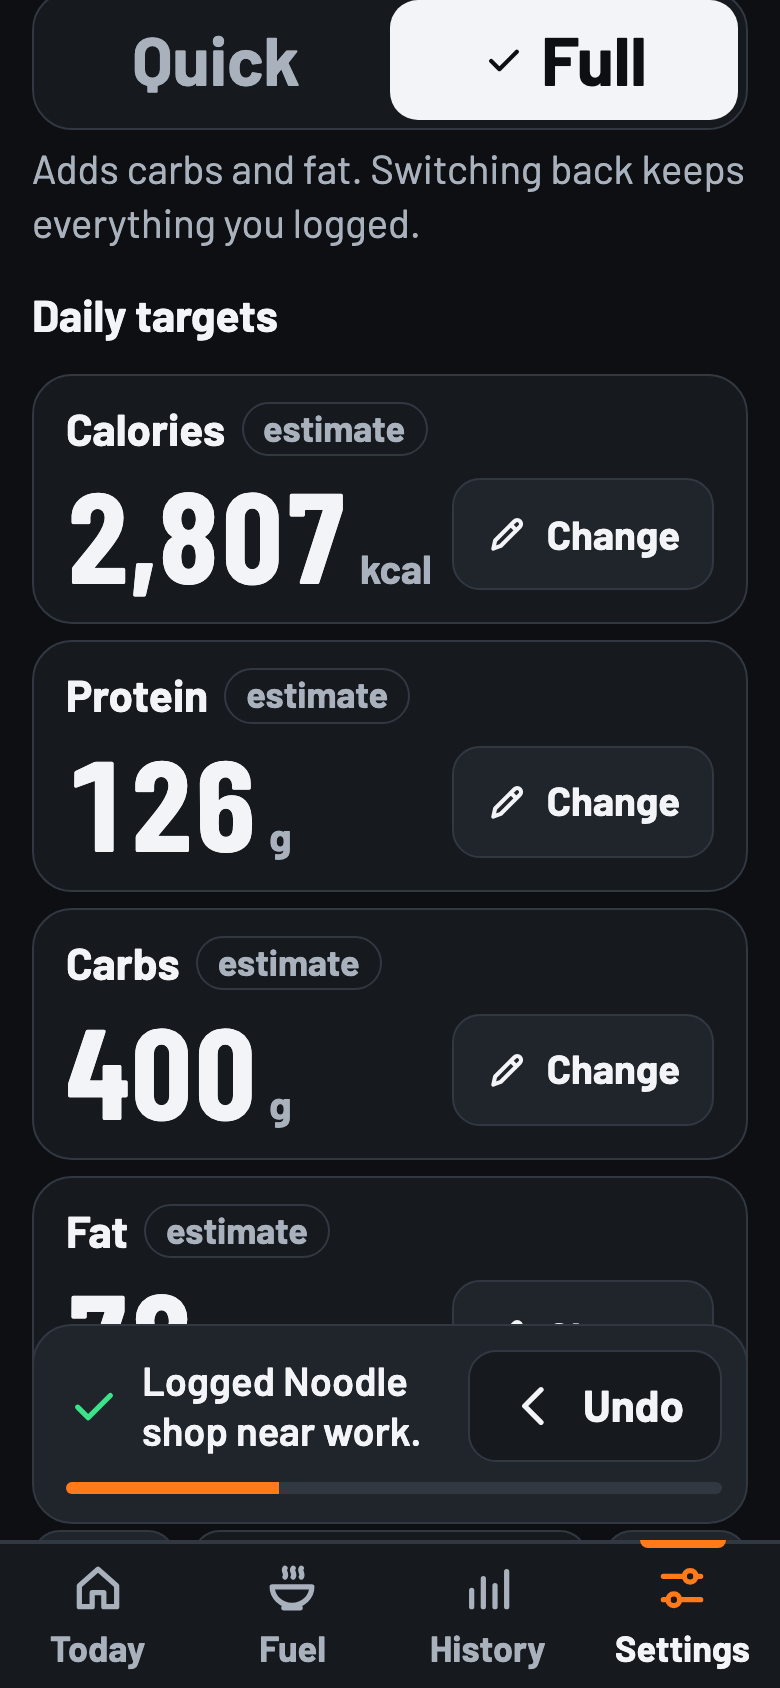 Quick
Full
Adds carbs and fat. Switching back keeps
everything you logged.
Daily targets
Calories estimate
2,807 kcal
Change
Protein estimate
126 g
Change
Carbs estimate
400 g
Change
Fat estimate
Logged Noodle
shop near work.
Undo
Today
Fuel
History
Settings